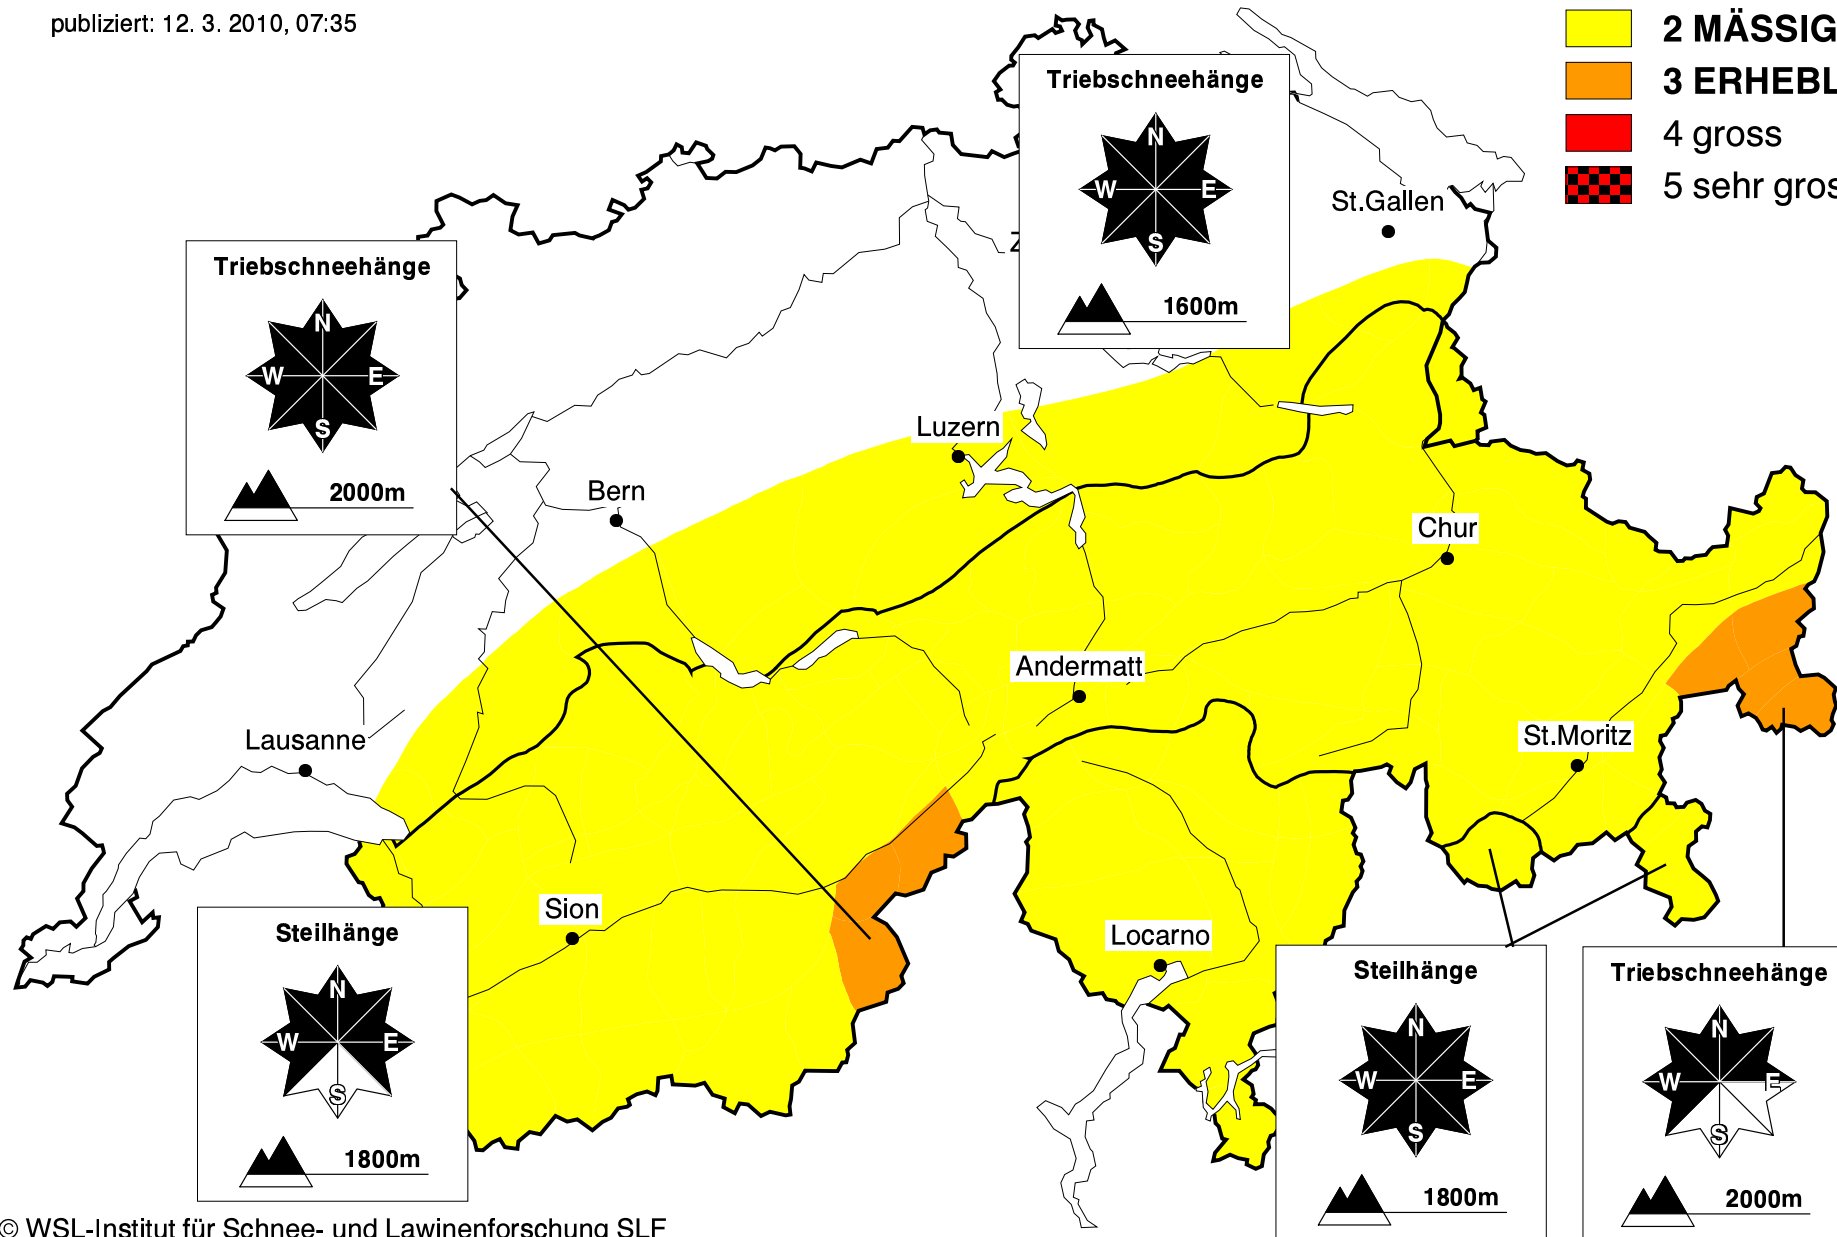 publiziert: 12. 3. 2010, 07:35
2 MÄSSIG
3 ERHEBL
4 gross
5 sehr gros
Triebschneehänge
N
W E
S
1600m
St.Gallen
Z
Triebschneehänge
N
W E
S
2000m
Luzern
Bern
Chur
Andermatt
St.Moritz
Lausanne
Sion
Locarno
Steilhänge
N
W E
S
1800m
Steilhänge
N
W E
S
1800m
Triebschneehänge
N
W E
S
2000m
© WSL-Institut für Schnee- und Lawinenforschung SLF